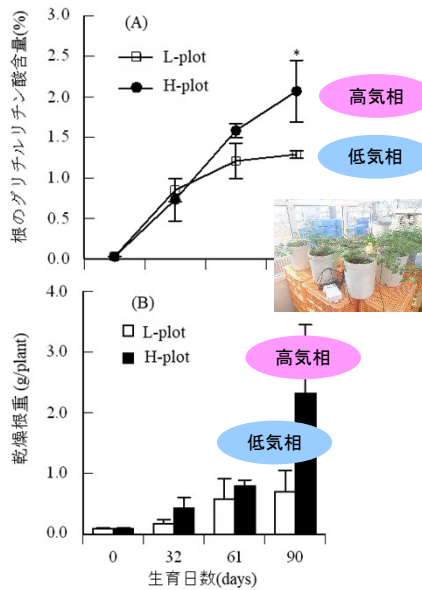 (A)
L-plot
H-plot
*
高気相
低気相
根のグリチルリチン酸含量(%)
3.0
2.5
2.0
1.5
1.0
0.5
0.0
(B)
L-plot
H-plot
高気相
低気相
乾燥根重 (g/plant)
4.0
3.0
2.0
1.0
0.0
0 32 61 90
生育日数(days)